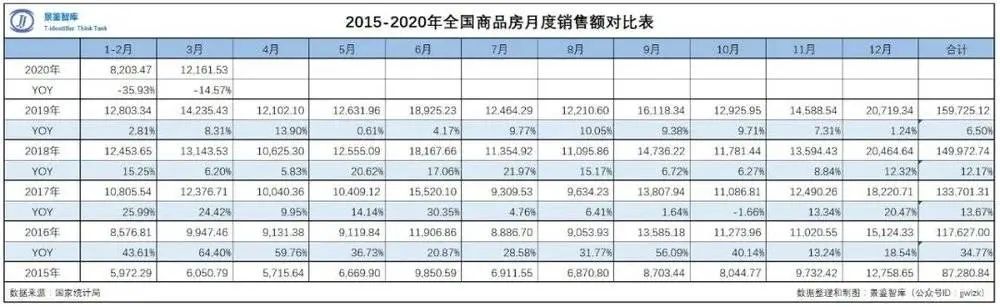 景鉴智库
T-identifier Think Tank
2015-2020年全国商品房月度销售额对比表
1-2月 3月 4月 5月 6月 7月 8月 9月 10月 11月 12月 合计
2020年 8,203.47 12,161.53
YOY -35.93% -14.57%
2019年 12,803.34 14,235.43 12,102.10 12,631.96 18,925.23 12,464.29 12,210.60 16,118.34 12,925.95 14,588.54 20,719.34 159,725.12
YOY 2.81% 8.31% 13.90% 0.61% 4.17% 9.77% 10.05% 9.38% 9.71% 7.31% 1.24% 6.50%
2018年 12,453.65 13,143.53 10,625.30 12,555.09 18,167.66 11,354.92 11,095.86 14,736.22 11,781.44 13,594.43 20,464.64 149,972.74
YOY 15.25% 6.20% 5.83% 20.62% 17.06% 21.97% 15.17% 6.72% 6.27% 8.84% 12.32% 12.17%
2017年 10,805.54 12,376.71 10,040.36 10,409.12 15,520.10 9,309.53 9,634.23 13,807.94 11,086.81 12,490.26 18,220.71 133,701.31
YOY 25.99% 24.42% 9.95% 14.14% 30.35% 4.76% 6.41% 1.64% -1.66% 13.34% 20.47% 13.67%
2016年 8,576.81 9,947.46 9,131.38 9,119.84 11,906.86 8,886.70 9,053.93 13,585.18 11,273.96 11,020.55 15,124.33 117,627.00
YOY 43.61% 64.40% 59.76% 36.73% 20.87% 28.58% 31.77% 56.09% 40.14% 13.24% 18.54% 34.77%
2015年 5,972.29 6,050.79 5,715.64 6,669.90 9,850.59 6,911.55 6,870.80 8,703.44 8,044.77 9,732.42 12,758.65 87,280.84
数据来源：国家统计局 数据整理和制图：景鉴智库（公众号ID：jjwizk）